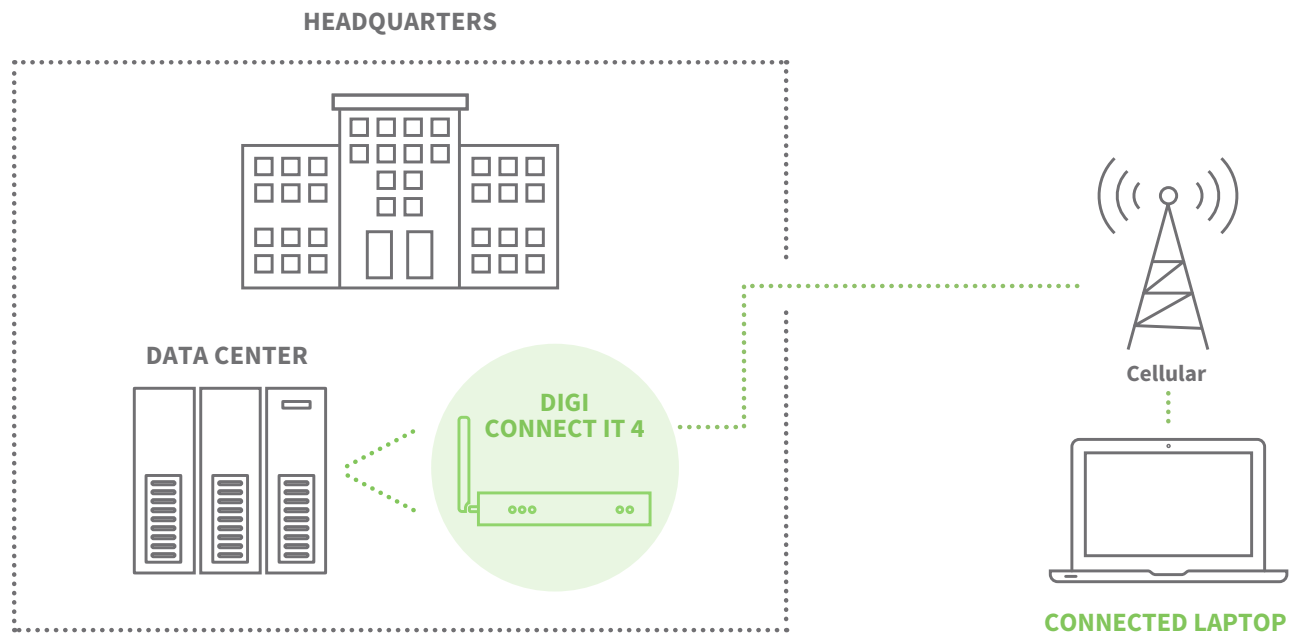 HEADQUARTERS
DATA CENTER
DIGI
CONNECT IT 4
Cellular
CONNECTED LAPTOP